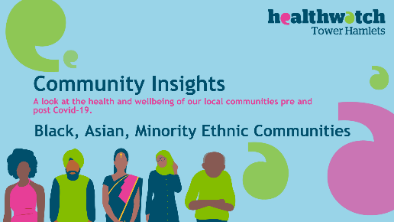 healthwatch
Tower Hamlets
Community Insights
A look at the health and wellbeing of our local communities pre and
post Covid-19.
Black, Asian, Minority Ethnic Communities